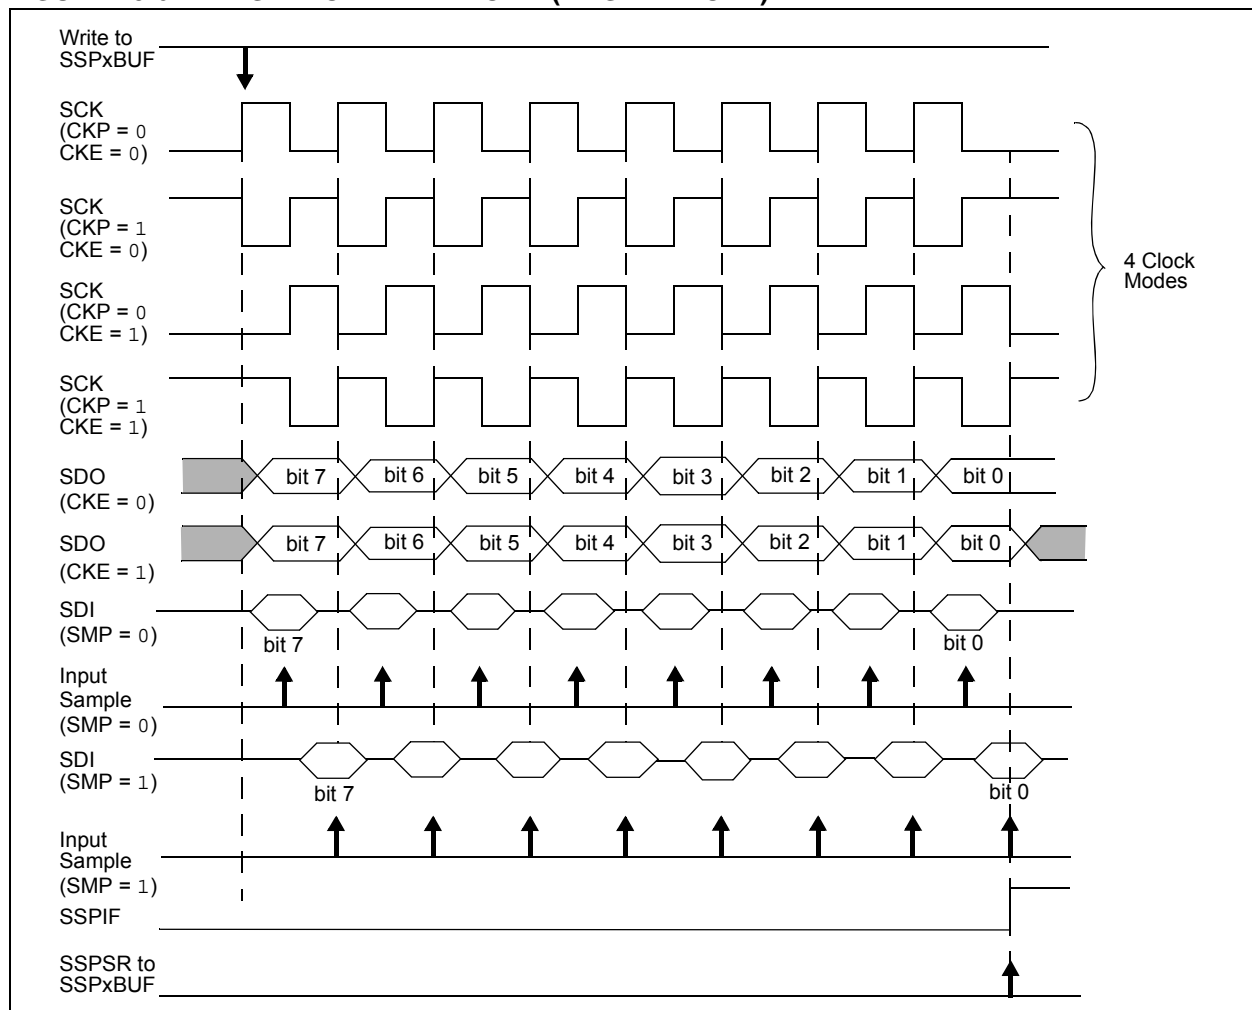 Write to
SSPxBUF
SCK
(CKP = 0
CKE = 0)
SCK
(CKP = 1
CKE = 0)
SCK
(CKP = 0
CKE = 1)
SCK
(CKP = 1
CKE = 1)
4 Clock
Modes
SDO
(CKE = 0)
bit 7 bit 6 bit 5 bit 4 bit 3 bit 2 bit 1 bit 0
SDO
(CKE = 1)
bit 7 bit 6 bit 5 bit 4 bit 3 bit 2 bit 1 bit 0
SDI
(SMP = 0)
bit 7 bit 0
Input
Sample
(SMP = 0)
SDI
(SMP = 1)
bit 7 bit 0
Input
Sample
(SMP = 1)
SSPIF
SSPSR to
SSPxBUF